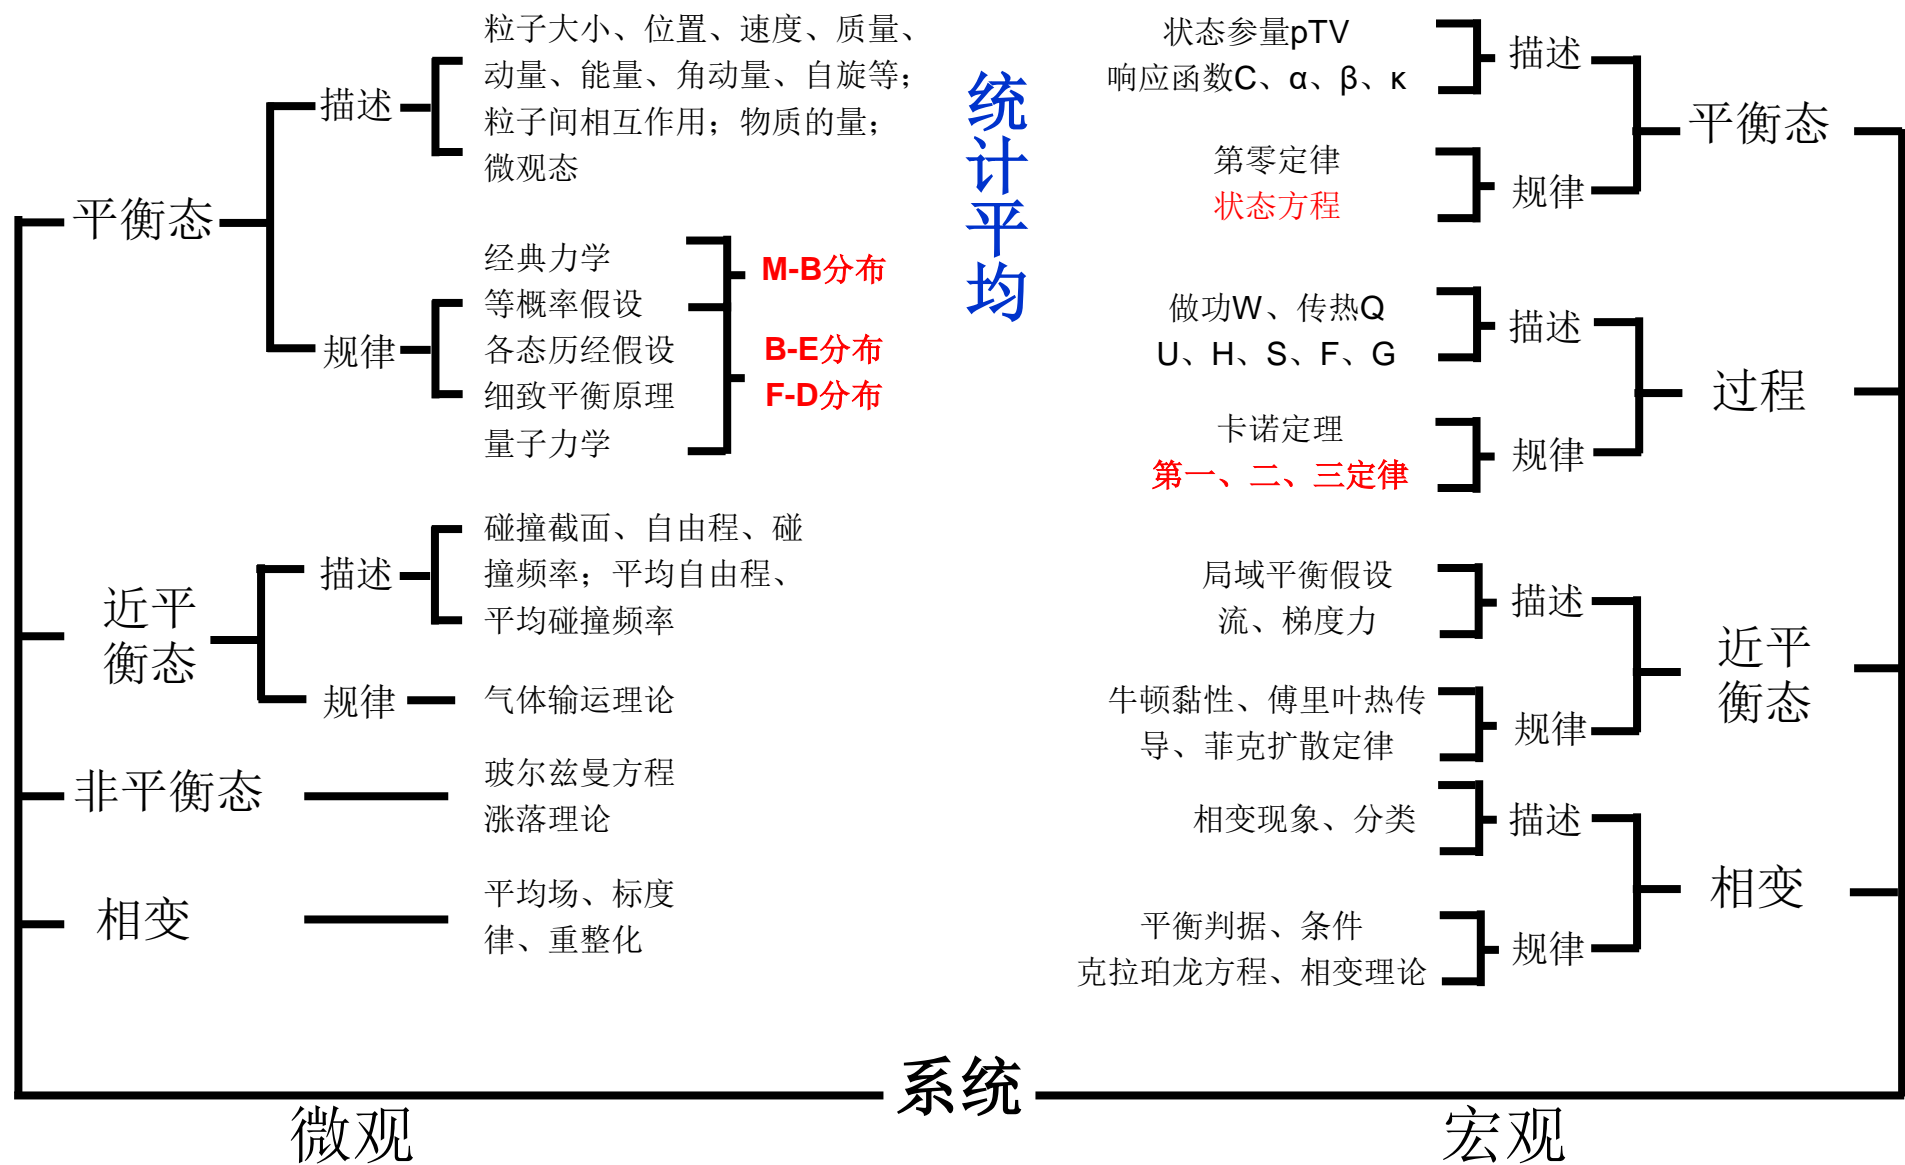 粒子大小、位置、速度、质量、
动量、能量、角动量、自旋等；
粒子间相互作用；物质的量；
微观态
描述
平衡态
规律
经典力学
等概率假设
各态历经假设
细致平衡原理
量子力学
M-B分布
B-E分布
F-D分布
近平
衡态
描述
碰撞截面、自由程、碰
撞频率；平均自由程、
平均碰撞频率
规律
气体输运理论
非平衡态
玻尔兹曼方程
涨落理论
相变
平均场、标度
律、重整化
微观
统计平均
系统
状态参量pTV
响应函数C、α、β、κ
描述
第零定律
状态方程
规律
平衡态
做功W、传热Q
U、H、S、F、G
描述
卡诺定理
第一、二、三定律
规律
过程
局域平衡假设
流、梯度力
描述
牛顿黏性、傅里叶热传
导、菲克扩散定律
规律
近平
衡态
相变现象、分类
描述
平衡判据、条件
克拉珀龙方程、相变理论
规律
相变
宏观